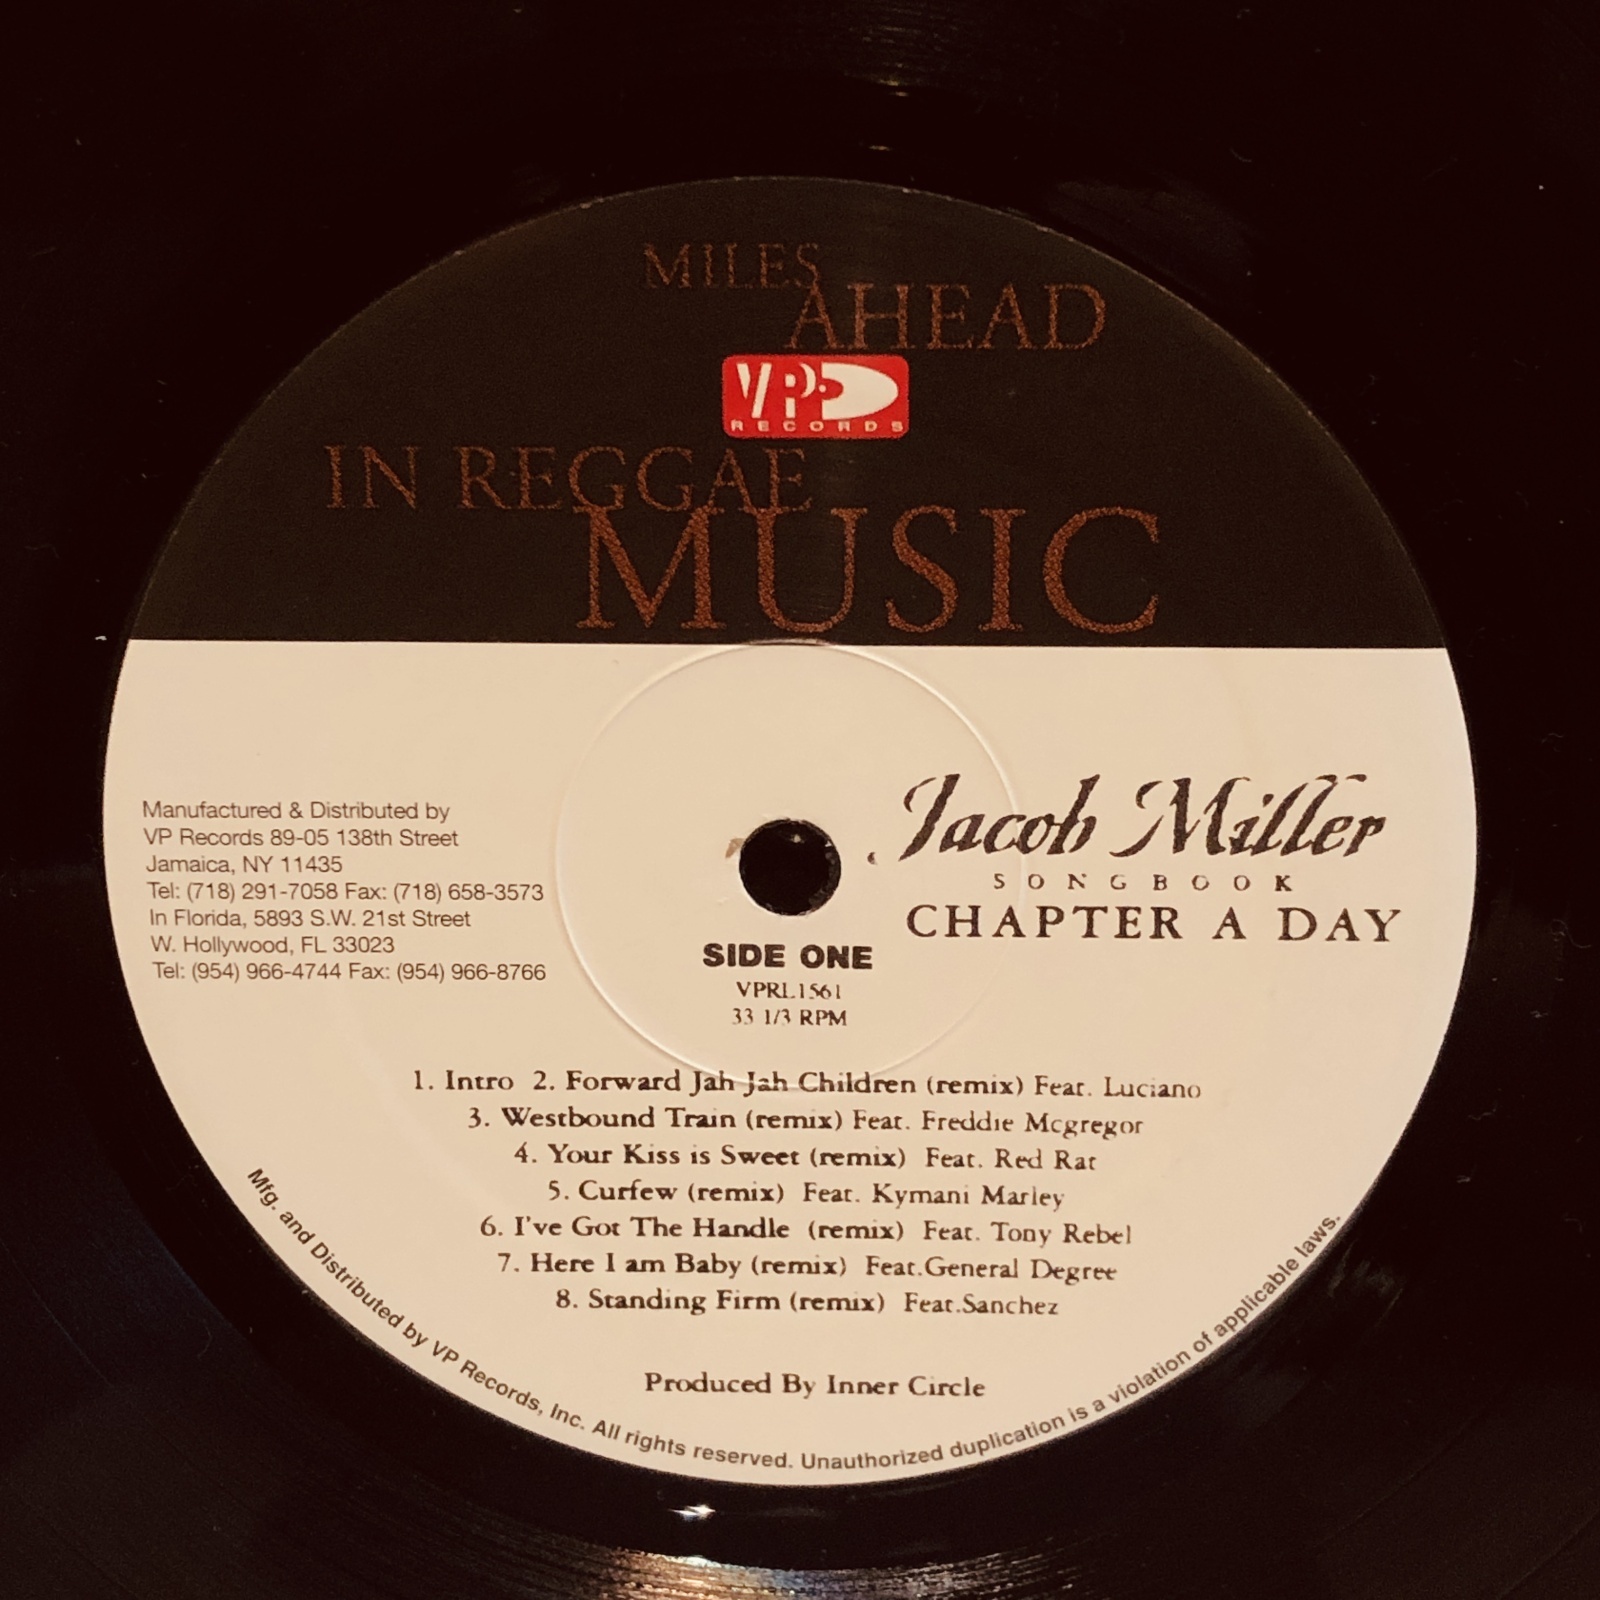 MILES
AHEAD
VP
RECORDS
IN REGGAE
MUSIC
Manufactured & Distributed by
VP Records 89-05 138th Street
Jamaica, NY 11435
Tel: (718) 291-7058 Fax: (718) 658-3573
In Florida, 5893 S.W. 21st Street
W. Hollywood, FL 33023
Tel: (954) 966-4744 Fax: (954) 966-8766
Jacob Miller
SONGBOOK
CHAPTER A DAY
SIDE ONE
VPRL1561
33 1/3 RPM
1. Intro 2. Forward Jah Jah Children (remix) Feat. Luciano
3. Westbound Train (remix) Feat. Freddie Mcgregor
4. Your Kiss is Sweet (remix) Feat. Red Rat
5. Curfew (remix) Feat. Kymani Marley
6. I've Got The Handle (remix) Feat. Tony Rebel
7. Here I am Baby (remix) Feat.General Degree
8. Standing Firm (remix) Feat.Sanchez
Produced By Inner Circle
Mfg. and Distributed by VP Records, Inc. All rights reserved. Unauthorized duplication is a violation of applicable laws.